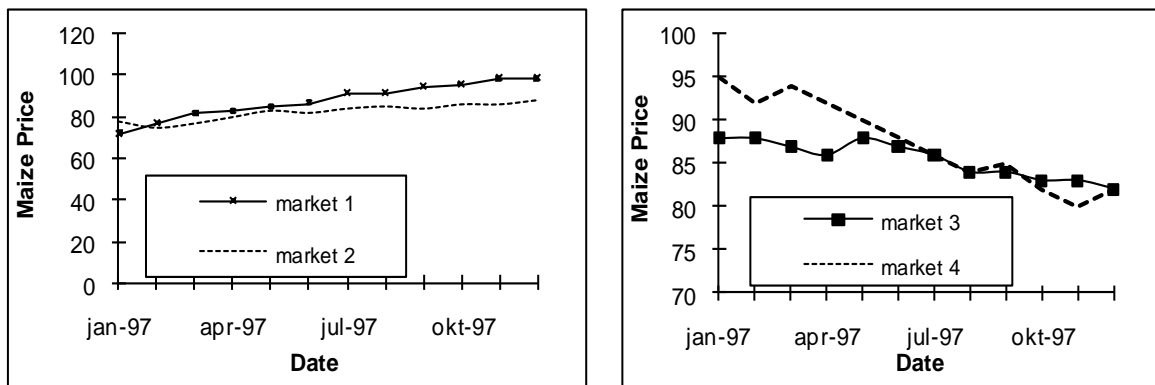 120
100
80
60
40
20
0
Maize Price
market 1
market 2
jan-97 apr-97 jul-97 okt-97
Date
100
95
90
85
80
75
70
Maize Price
market 3
market 4
jan-97 apr-97 jul-97 okt-97
Date